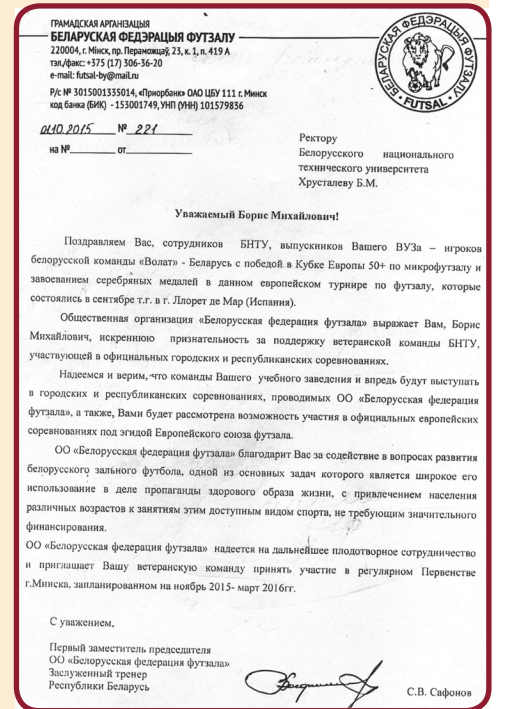 ГРАМАДСКАЯ АРГАНІЗАЦЫЯ
БЕЛАРУСКАЯ ФЕДЭРАЦЫЯ ФУТЗАЛУ
220004, г. Мінск, пр. Пераможцаў, 23, к. 1, п. 419 А
тэл./факс: +375 (17) 306-36-20
e-mail: futsal-by@mail.ru
Р/с № 3015001335014, «Приорбанк» ОАО ЦБУ 111 г. Минск
код банка (БИК) - 153001749, УНП (УНН) 101579836
БЕЛАРУСКАЯ ФЕДЭРАЦЫЯ ФУТЗАЛУ
• FUTSAL •
01.10.2015 № 221
на № от
Ректору
Белорусского национального
технического университета
Хрусталеву Б.М.
Уважаемый Борис Михайлович!
Поздравляем Вас, сотрудников БНТУ, выпускников Вашего ВУЗа – игроков
белорусской команды «Волат» - Беларусь с победой в Кубке Европы 50+ по микрофутзалу и
завоеванием серебряных медалей в данном европейском турнире по футзалу, которые
состоялись в сентябре т.г. в г. Ллорет де Мар (Испания).
Общественная организация «Белорусская федерация футзала» выражает Вам, Борис
Михайлович, искреннюю признательность за поддержку ветеранской команды БНТУ,
участвующей в официальных городских и республиканских соревнованиях.
Надеемся и верим, что команды Вашего учебного заведения и впредь будут выступать
в городских и республиканских соревнованиях, проводимых ОО «Белорусская федерация
футзала», а также, Вами будет рассмотрена возможность участия в официальных европейских
соревнованиях под эгидой Европейского союза футзала.
ОО «Белорусская федерация футзала» благодарит Вас за содействие в вопросах развития
белорусского зального футбола, одной из основных задач которого является широкое его
использование в деле пропаганды здорового образа жизни, с привлечением населения
различных возрастов к занятиям этим доступным видом спорта, не требующим значительного
финансирования.
ОО «Белорусская федерация футзала» надеется на дальнейшее плодотворное сотрудничество
и приглашает Вашу ветеранскую команду принять участие в регулярном Первенстве
г.Минска, запланированном на ноябрь 2015- март 2016гг.
С уважением,
Первый заместитель председателя
ОО «Белорусская федерация футзала»
Заслуженный тренер
Республики Беларусь
С.В. Сафонов